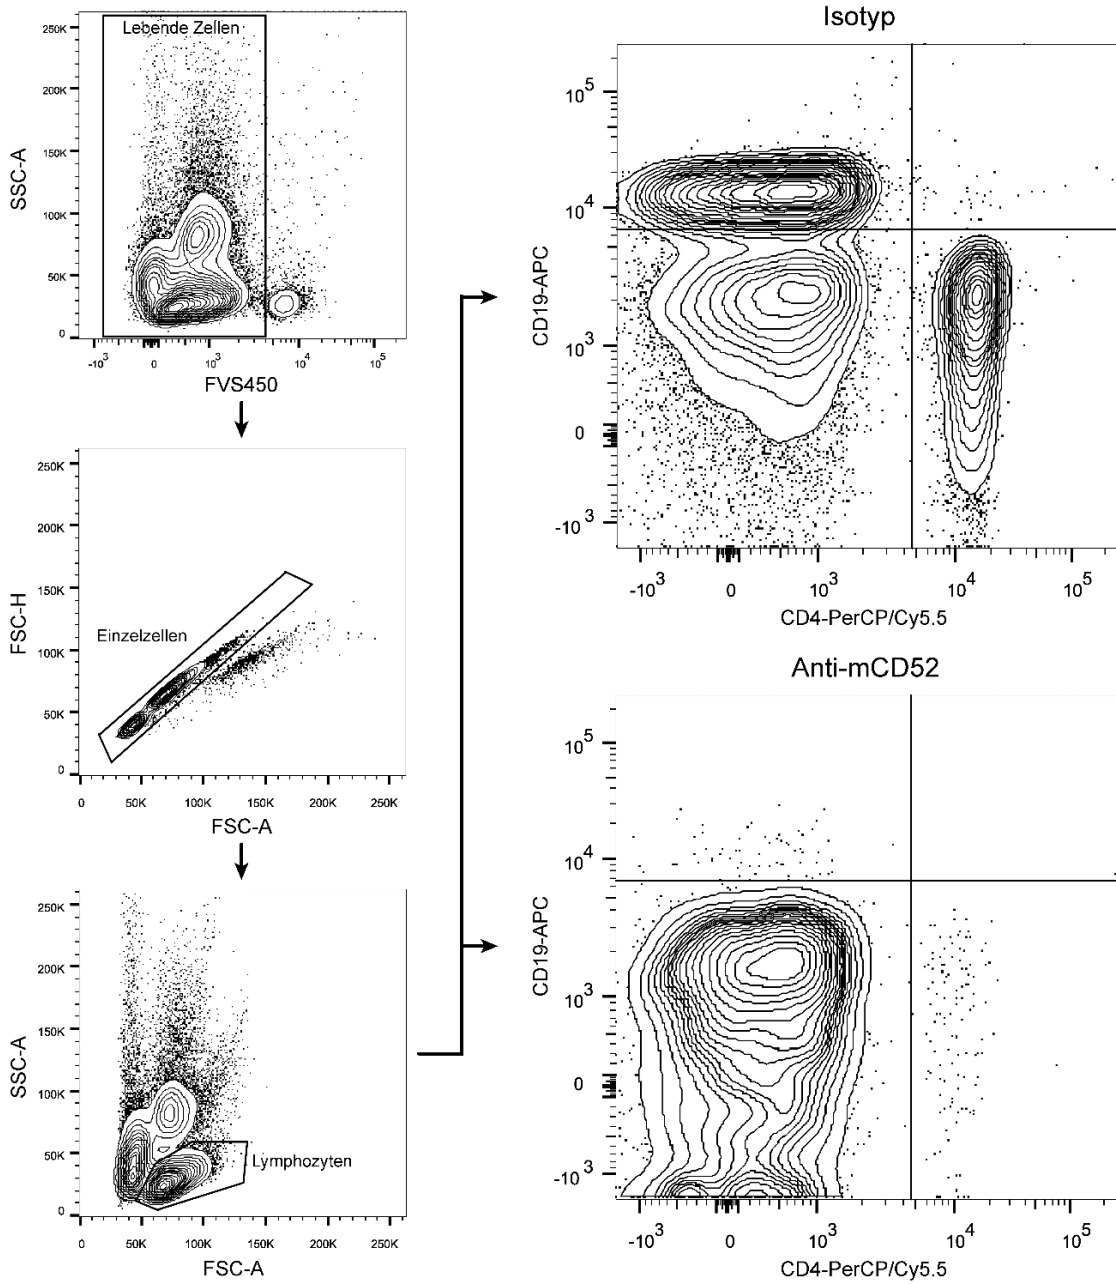 Lebende Zellen
250K
200K
150K
100K
50K
0
SSC-A
-10³ 0 10³ 10⁴ 10⁵
FVS450
250K
200K
150K
100K
50K
0
FSC-H
Einzelzellen
0 50K 100K 150K 200K 250K
FSC-A
250K
200K
150K
100K
50K
0
SSC-A
Lymphozyten
0 50K 100K 150K 200K 250K
FSC-A
Isotyp
10⁵
10⁴
10³
0
-10³
CD19-APC
-10³ 0 10³ 10⁴ 10⁵
CD4-PerCP/Cy5.5
Anti-mCD52
10⁵
10⁴
10³
0
-10³
CD19-APC
-10³ 0 10³ 10⁴ 10⁵
CD4-PerCP/Cy5.5